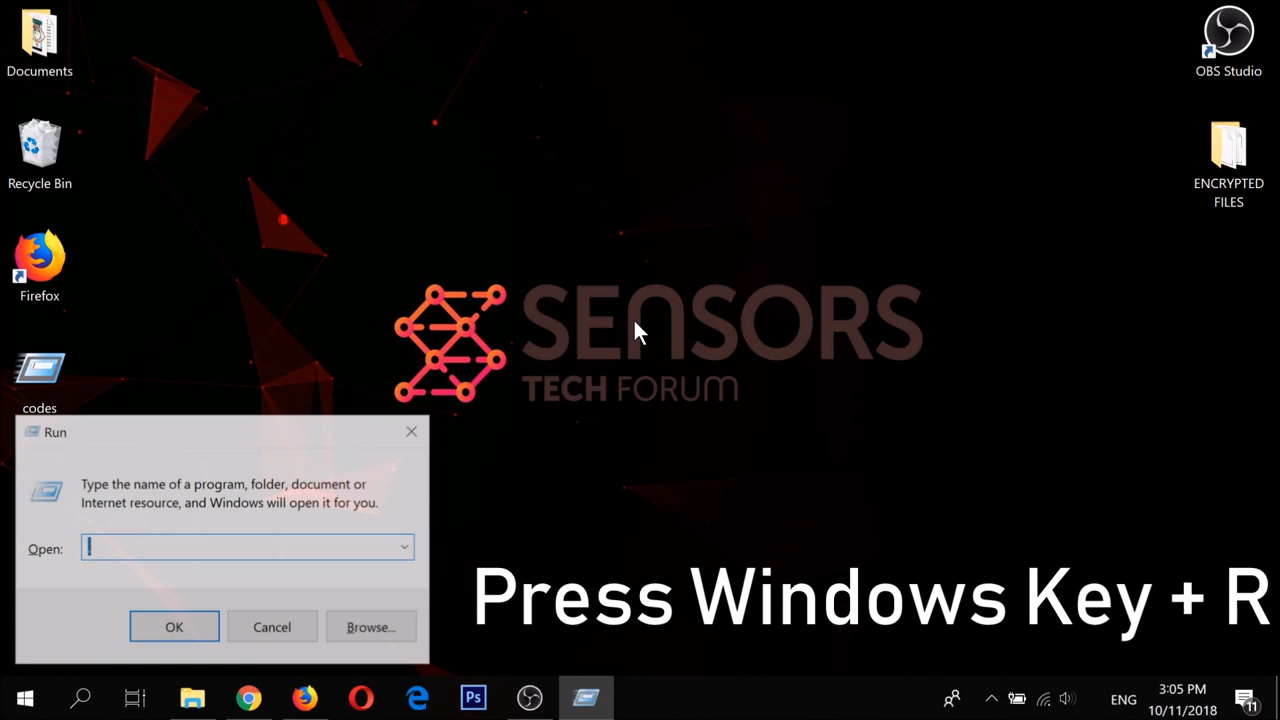 Documents
Recycle Bin
Firefox
codes
OBS Studio
ENCRYPTED
FILES
SENSORS
TECH FORUM
Run
Type the name of a program, folder, document or
Internet resource, and Windows will open it for you.
Open:
OK
Cancel
Browse...
Press Windows Key + R
Ps
ENG
3:05 PM
10/11/2018
11